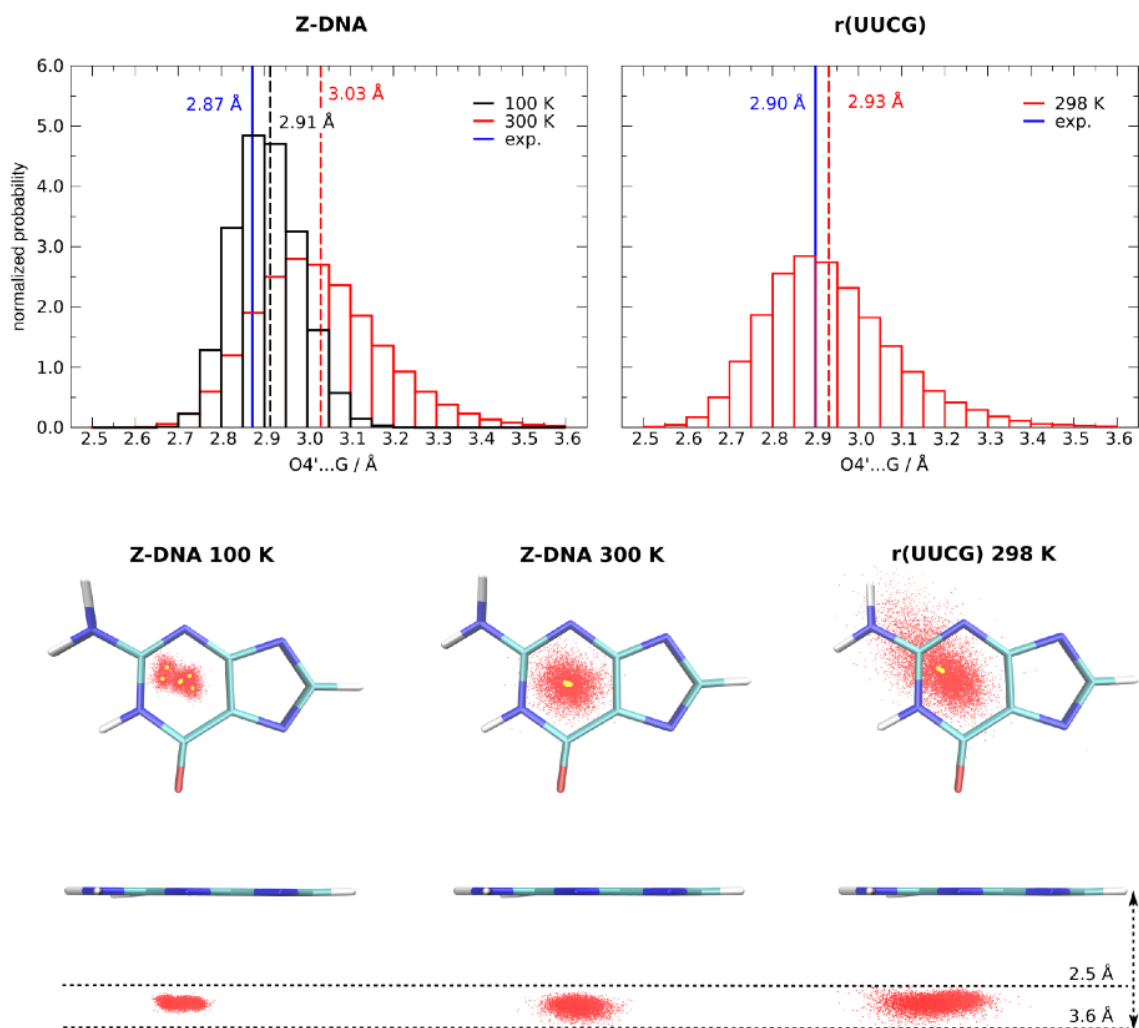 Z-DNA
r(UUCG)
6.0
5.0
4.0
3.0
2.0
1.0
0.0
normalized probability
2.87 Å
3.03 Å
2.91 Å
100 K
300 K
exp.
2.5 2.6 2.7 2.8 2.9 3.0 3.1 3.2 3.3 3.4 3.5 3.6
O4'...G / Å
2.90 Å
2.93 Å
298 K
exp.
2.5 2.6 2.7 2.8 2.9 3.0 3.1 3.2 3.3 3.4 3.5 3.6
O4'...G / Å
Z-DNA 100 K
Z-DNA 300 K
r(UUCG) 298 K
2.5 Å
3.6 Å